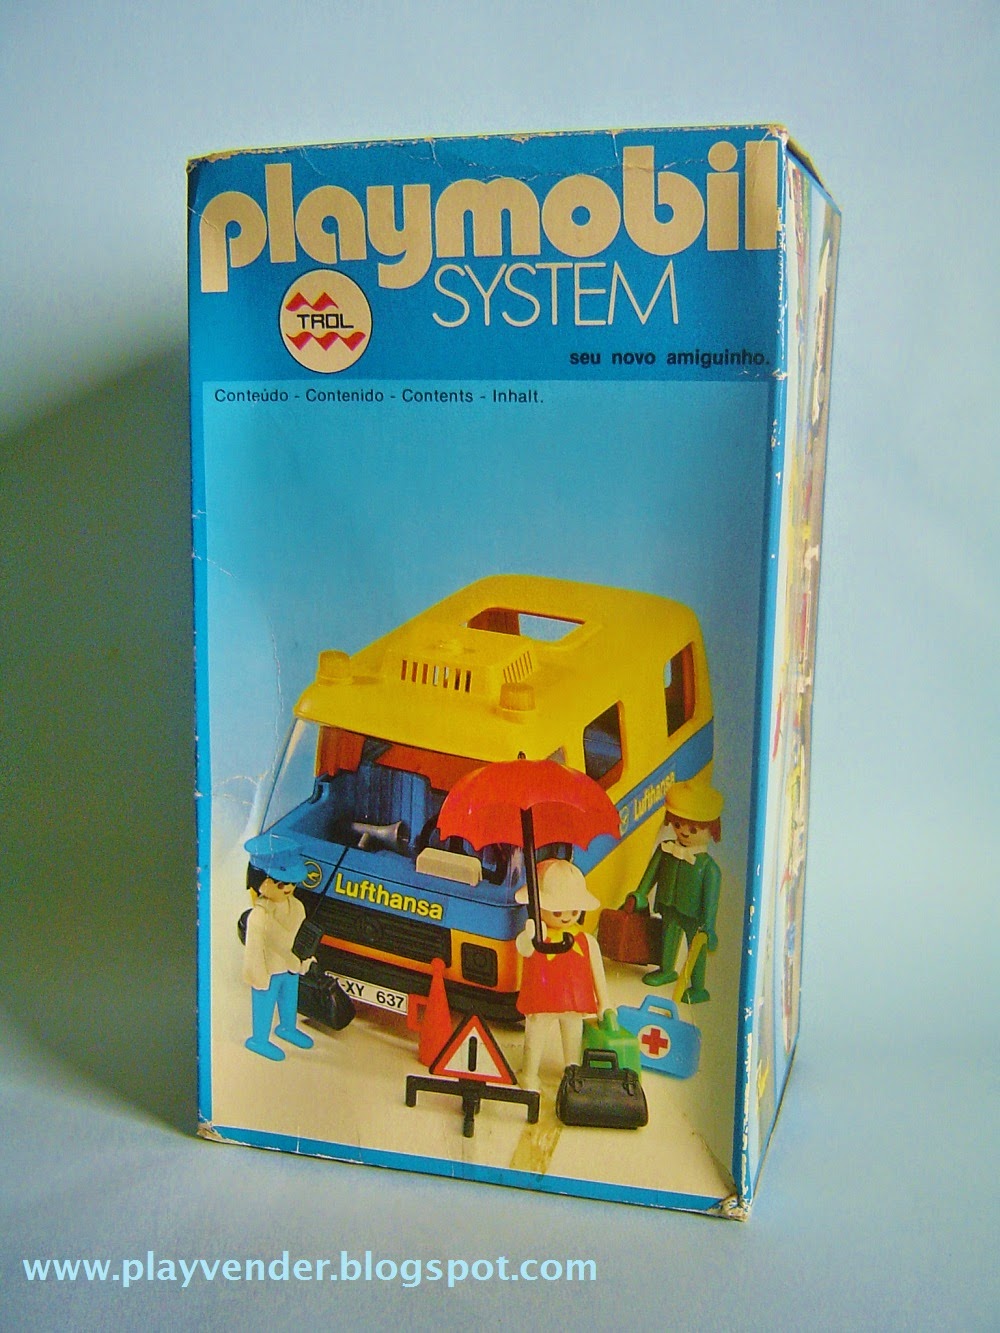 playmobil
SYSTEM
TROL
seu novo amiguinho.
Conteúdo - Contenido - Contents - Inhalt.
Lufthansa
Lufthansa
-XY 637
www.playvender.blogspot.com